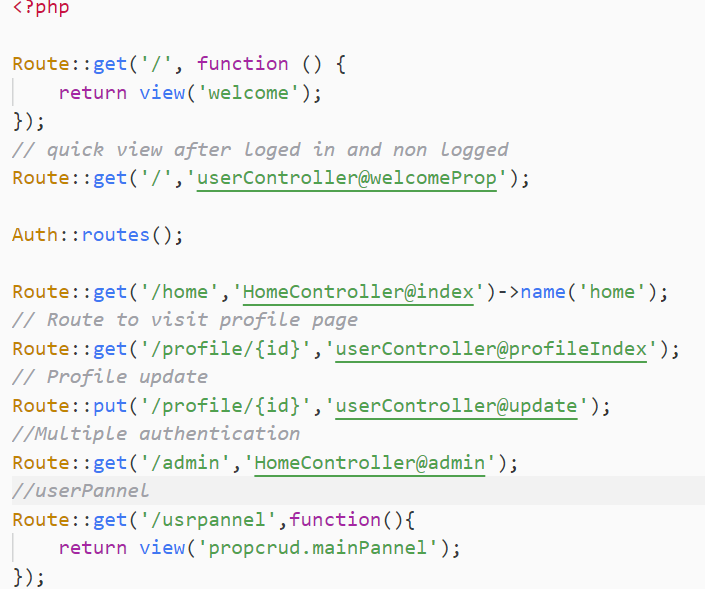 <?php
Route::get('/', function () {
return view('welcome');
});
// quick view after loged in and non logged
Route::get('/','userController@welcomeProp');
Auth::routes();
Route::get('/home','HomeController@index')->name('home');
// Route to visit profile page
Route::get('/profile/{id}','userController@profileIndex');
// Profile update
Route::put('/profile/{id}','userController@update');
//Multiple authentication
Route::get('/admin','HomeController@admin');
//userPannel
Route::get('/usrpannel',function(){
return view('propcrud.mainPannel');
});